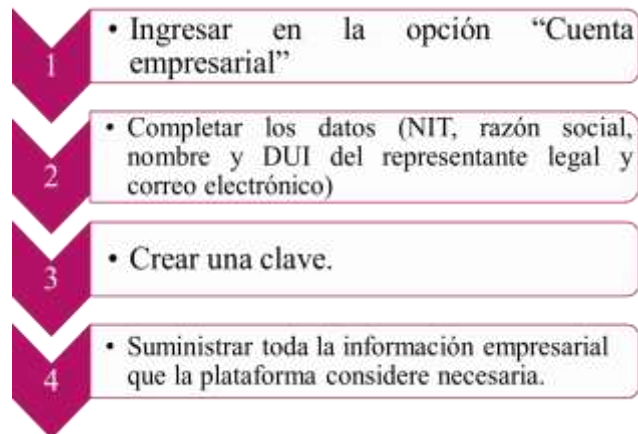 1
• Ingresar en la opción “Cuenta
empresarial”
2
• Completar los datos (NIT, razón social,
nombre y DUI del representante legal y
correo electrónico)
3
• Crear una clave.
4
• Suministrar toda la información empresarial
que la plataforma considere necesaria.